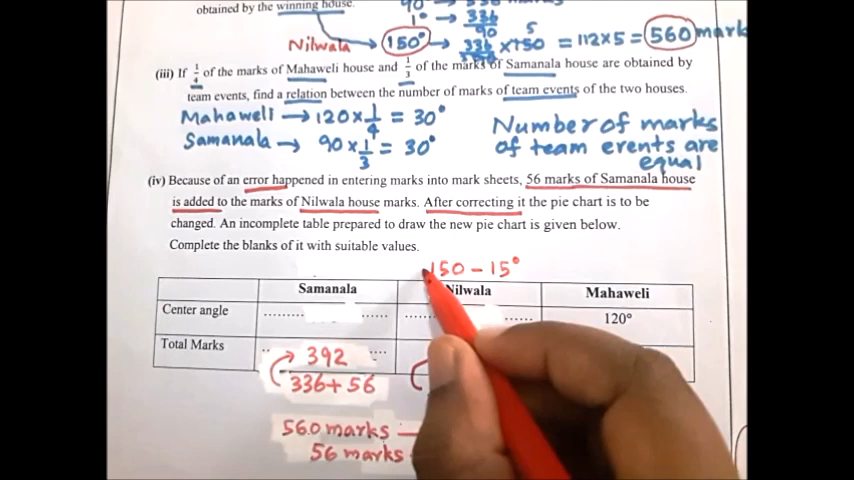 obtained by the winning house.
90° → 336 marks
1° → 336/90
Nilwala → 150° → 336/90 × 150 5 = 112 × 5 = 560 mark
(iii) If 1/4 of the marks of Mahaweli house and 1/3 of the marks of Samanala house are obtained by
team events, find a relation between the number of marks of team events of the two houses.
Mahaweli → 120 × 1/4 = 30°
Samanala → 90 × 1/3 = 30°
Number of marks
of team events are
equal
(iv) Because of an error happened in entering marks into mark sheets, 56 marks of Samanala house
is added to the marks of Nilwala house marks. After correcting it the pie chart is to be
changed. An incomplete table prepared to draw the new pie chart is given below.
Complete the blanks of it with suitable values.
150 - 15°
Samanala Nilwala Mahaweli
Center angle .......... .......... 120°
Total Marks 392
336 + 56
560 marks —
56 marks